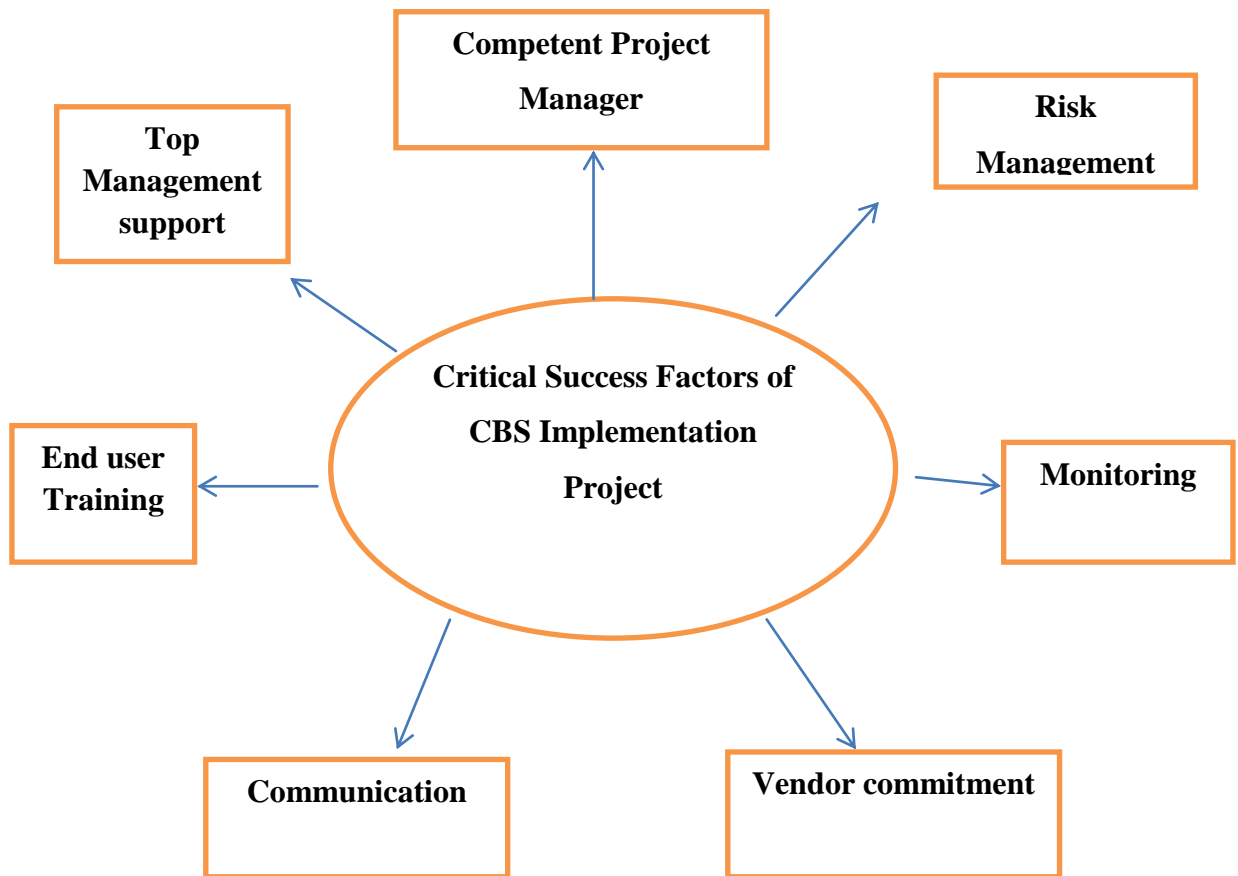 Competent Project
Manager
Risk
Management
Top
Management
support
Critical Success Factors of
CBS Implementation
Project
End user
Training
Monitoring
Communication
Vendor commitment